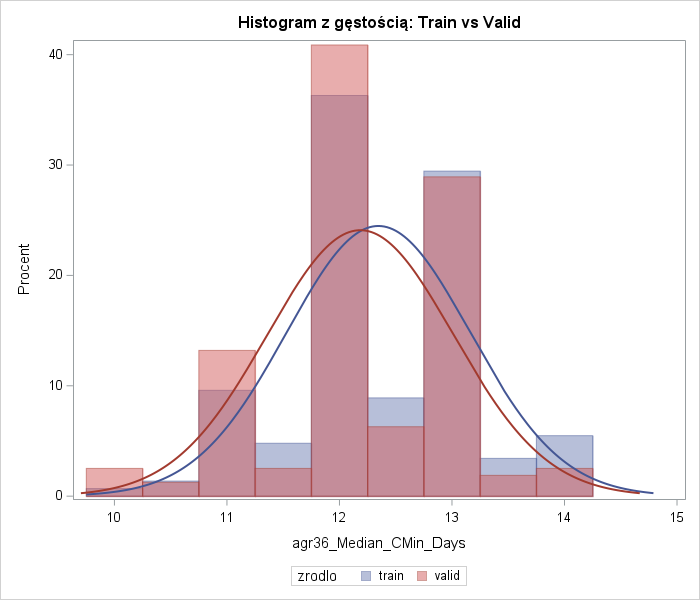 Histogram z gęstością: Train vs Valid
40
30
20
10
0
Procent
10 11 12 13 14 15
agr36_Median_CMin_Days
zrodlo train valid